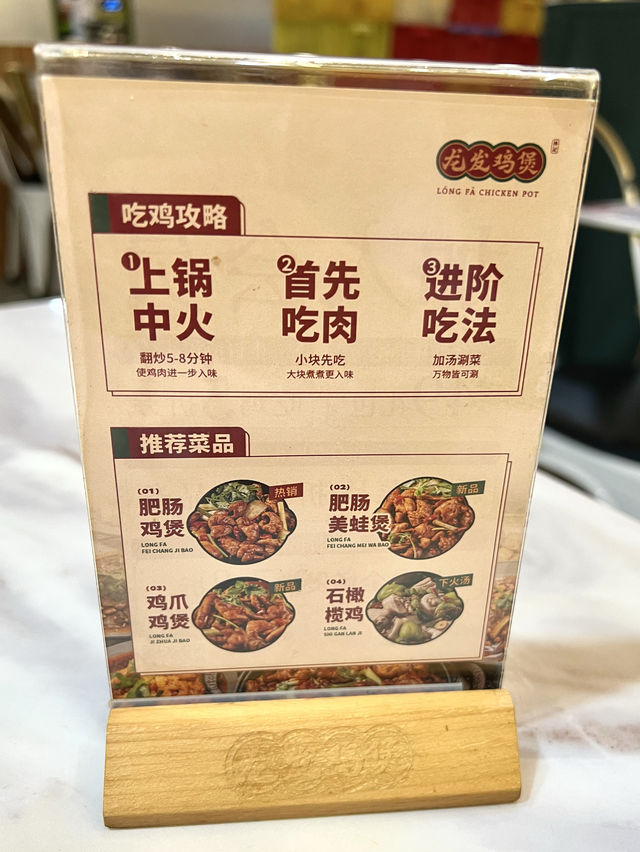 龙发鸡煲
LÓNG FĀ CHICKEN POT
吃鸡攻略
1 上锅
中火
翻炒5-8分钟
使鸡肉进一步入味
2 首先
吃肉
小块先吃
大块煮煮更入味
3 进阶
吃法
加汤涮菜
万物皆可涮
推荐菜品
(01)
肥肠
鸡煲
LONG FA
FEI CHANG JI BAO
热销
(02)
肥肠
美蛙煲
LONG FA
FEI CHANG MEI WA BAO
新品
(03)
鸡爪
鸡煲
LONG FA
JI ZHUA JI BAO
新品
(04)
石橄
榄鸡
LONG FA
SHI GAN LAN JI
下火汤
龙发鸡煲